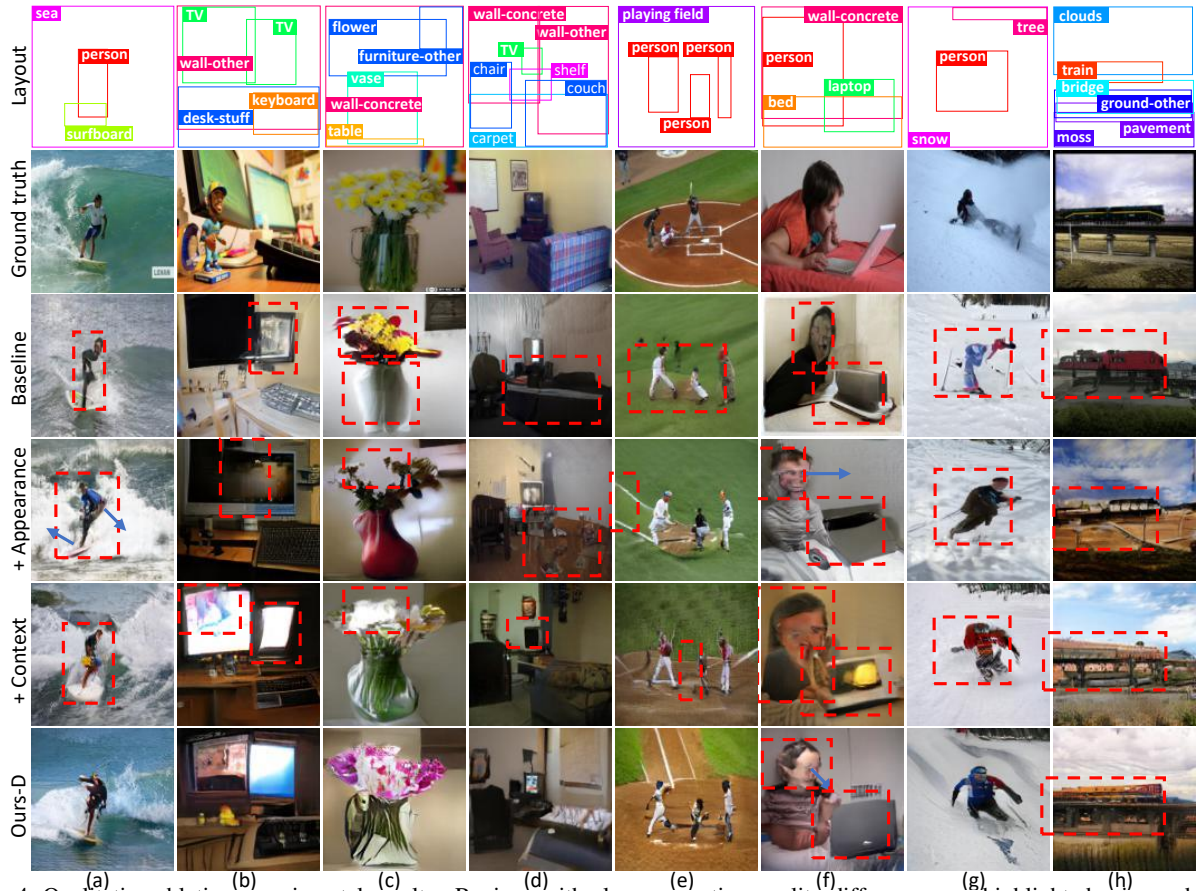 Layout
sea
person
surfboard
TV
TV
wall-other
keyboard
desk-stuff
flower
furniture-other
vase
wall-concrete
table
wall-concrete
wall-other
TV
chair
shelf
couch
carpet
playing field
person
person
person
wall-concrete
person
laptop
bed
tree
person
snow
clouds
train
bridge
ground-other
pavement
moss
Ground truth
Baseline
+ Appearance
+ Context
Ours-D
(a) (b) (c) (d) (e) (f) (g) (h)